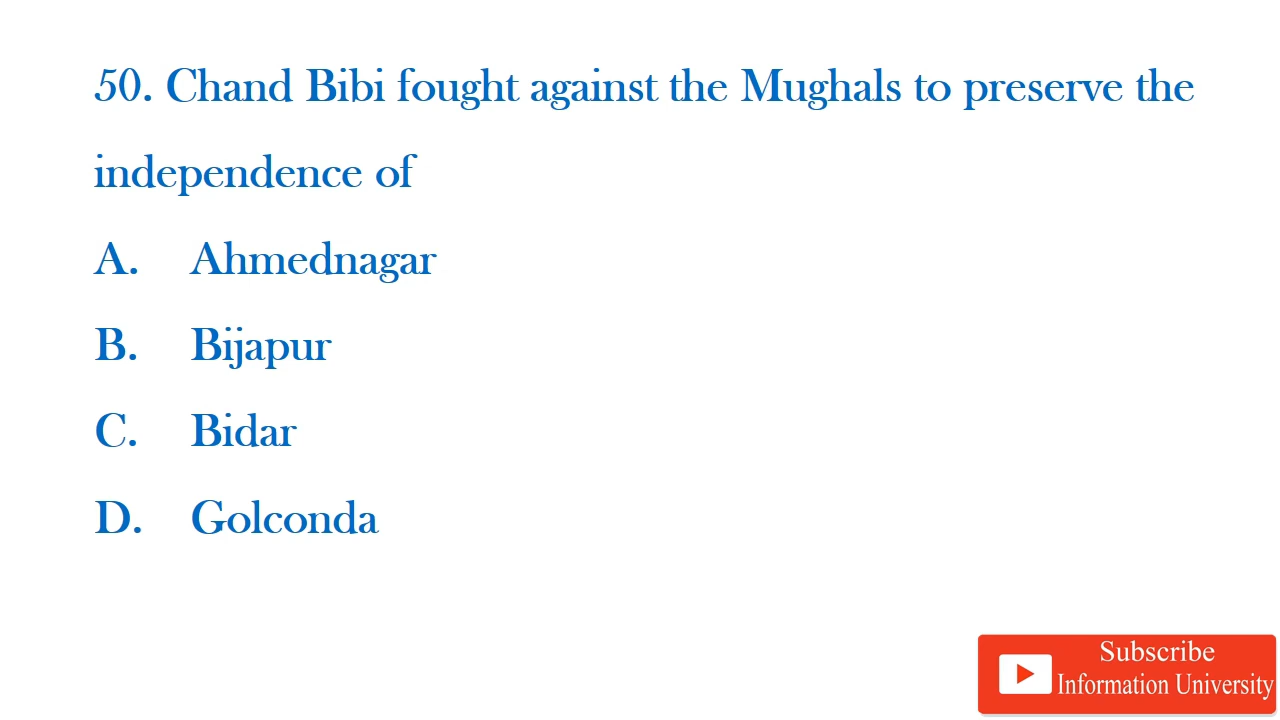 50. Chand Bibi fought against the Mughals to preserve the
independence of
A. Ahmednagar
B. Bijapur
C. Bidar
D. Golconda
Subscribe
Information University